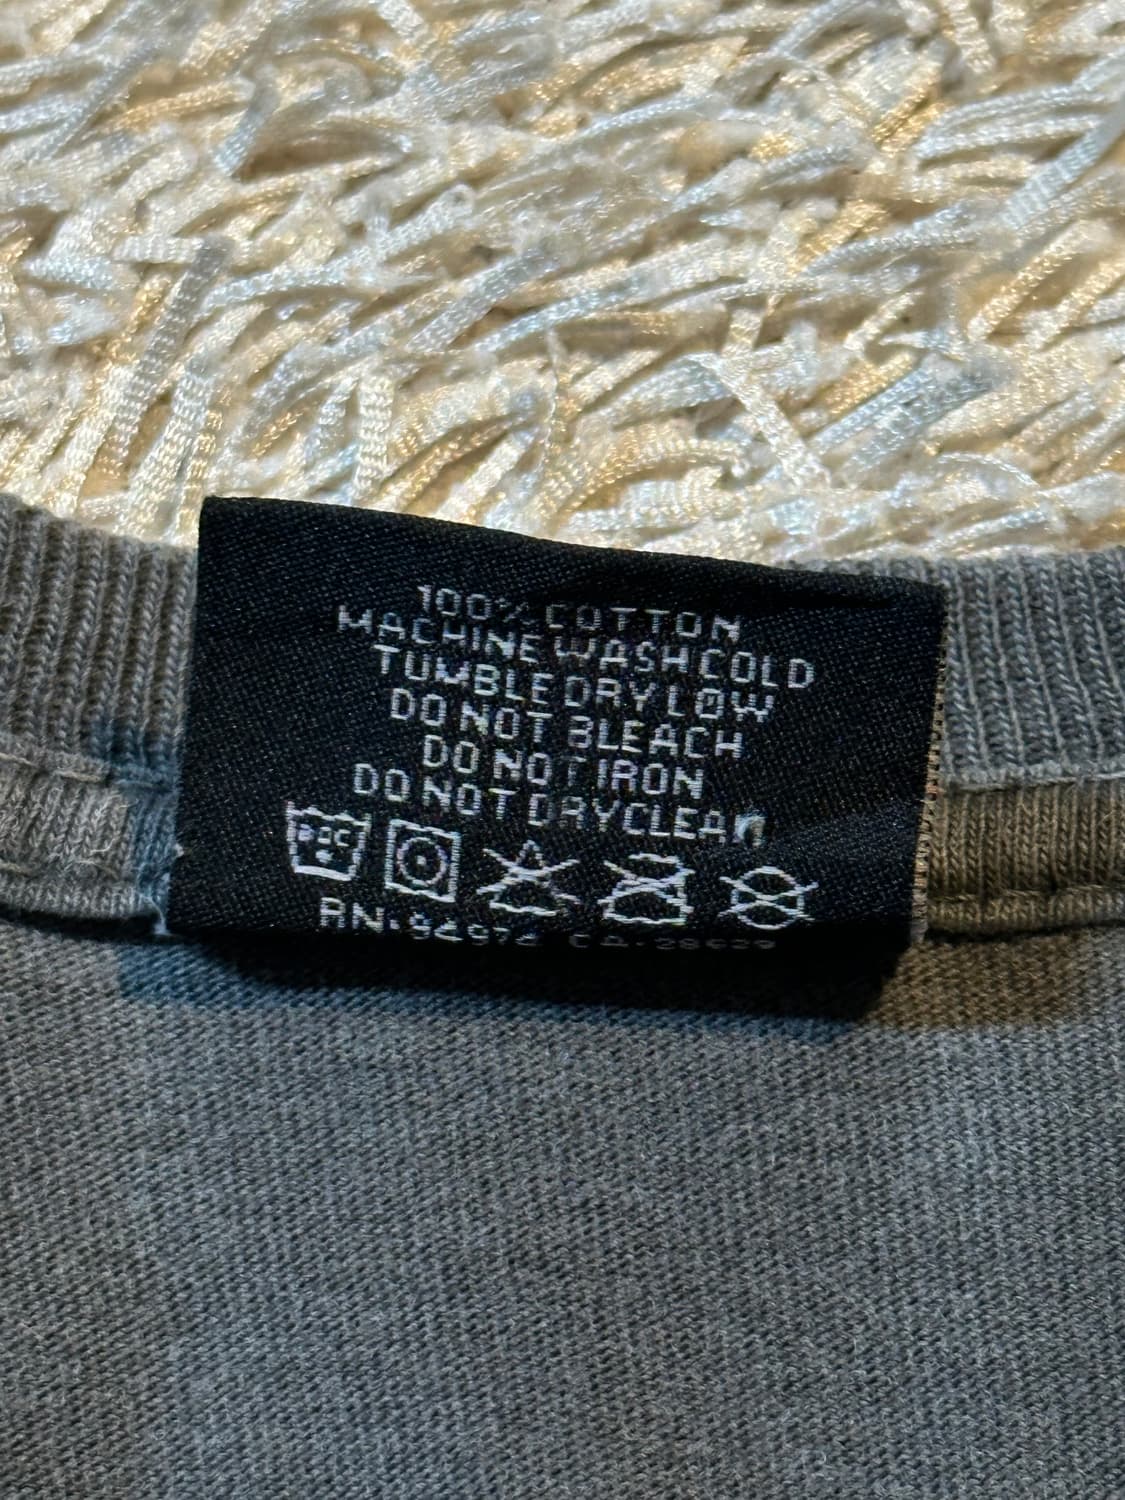 100% COTTON
MACHINE WASH COLD
TUMBLE DRY LOW
DO NOT BLEACH
DO NOT IRON
DO NOT DRYCLEAN